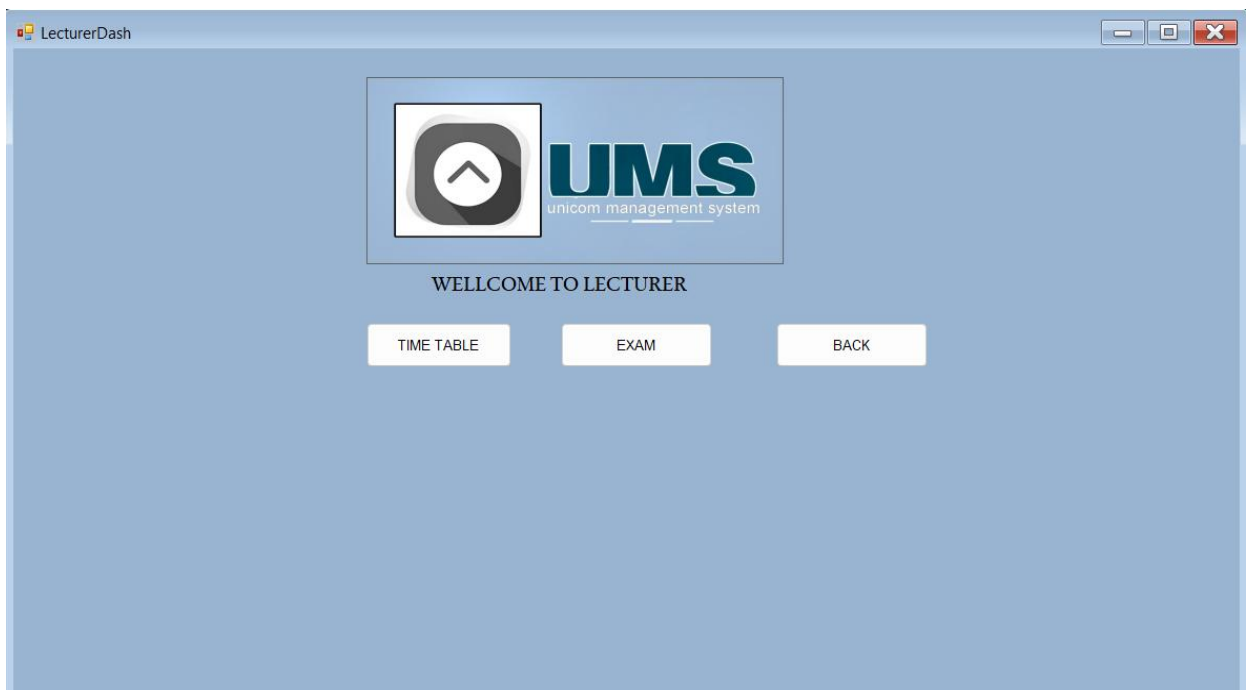 LecturerDash
UMS
unicom management system
WELLCOME TO LECTURER
TIME TABLE EXAM BACK